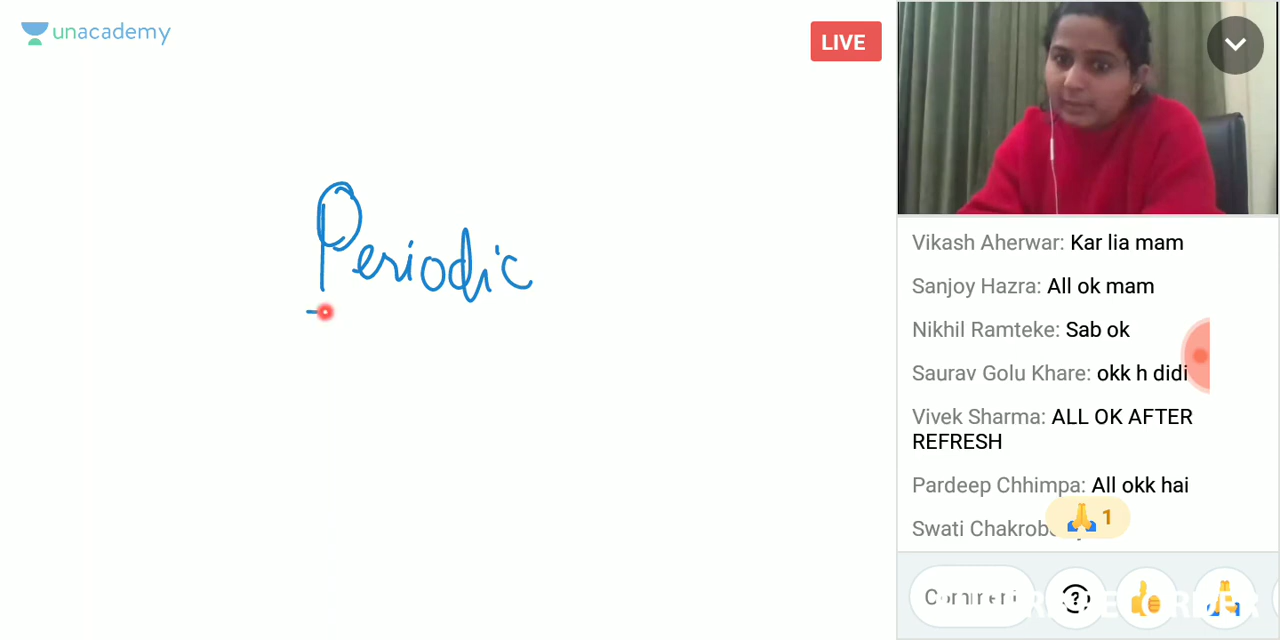 unacademy
LIVE
Periodic
Vikash Aherwar: Kar lia mam
Sanjoy Hazra: All ok mam
Nikhil Ramteke: Sab ok
Saurav Golu Khare: okk h didi
Vivek Sharma: ALL OK AFTER
REFRESH
Pardeep Chhimpa: All okk hai
1
Swati
?